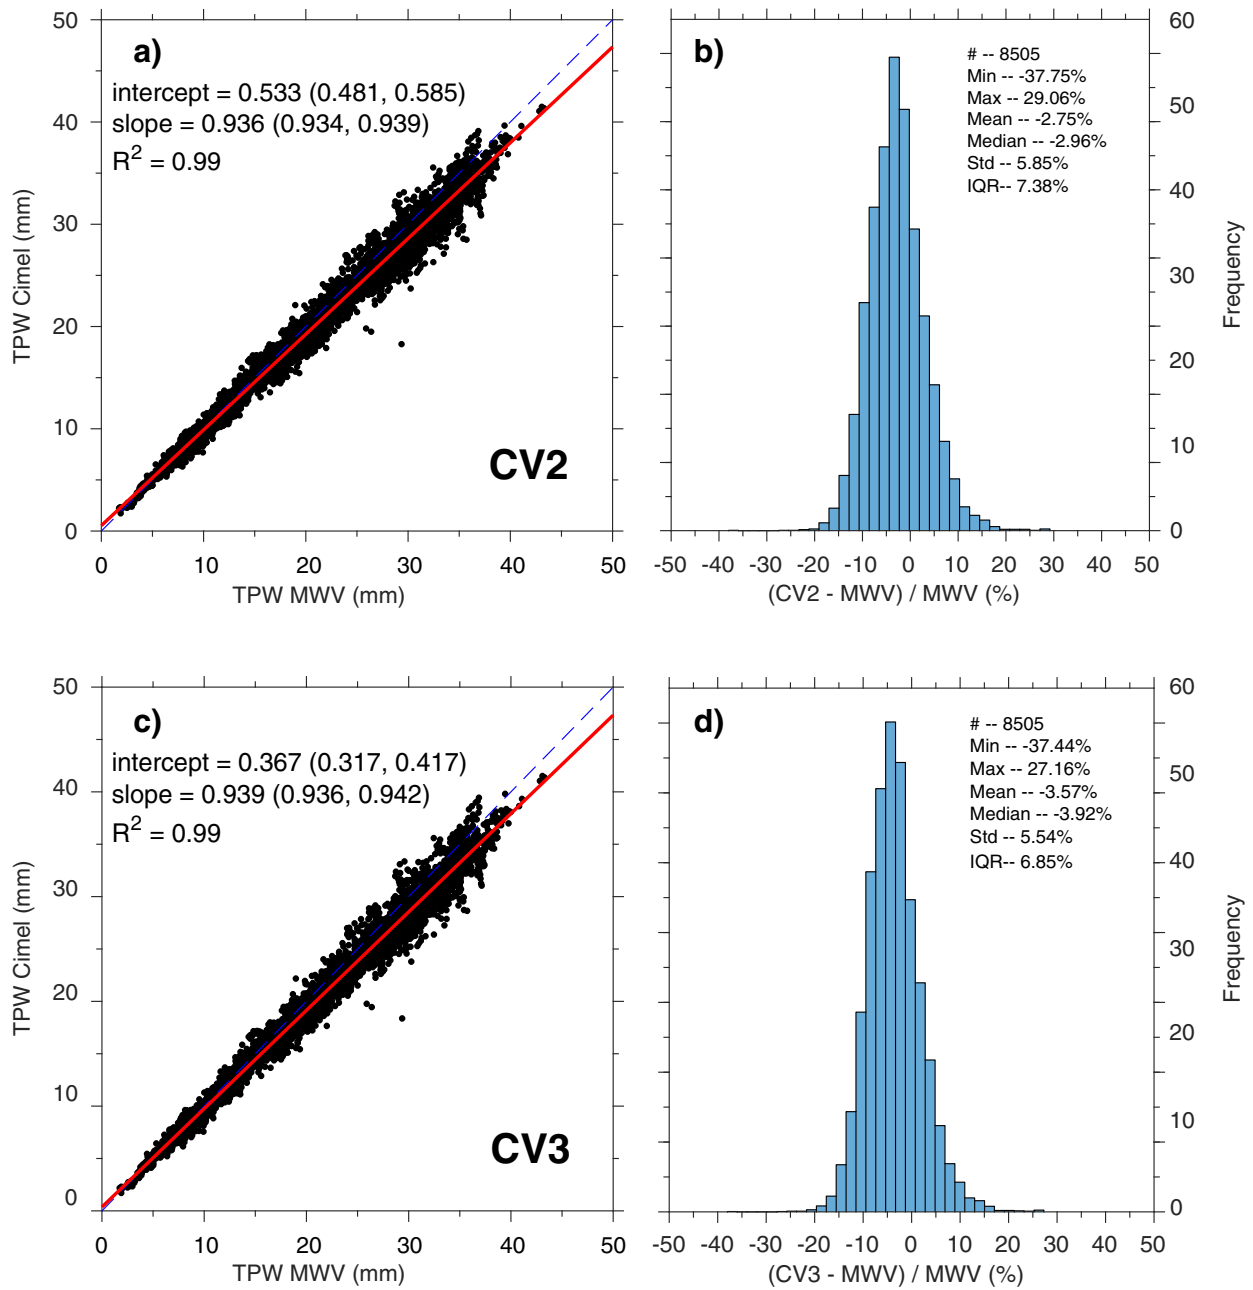 a)
intercept = 0.533 (0.481, 0.585)
slope = 0.936 (0.934, 0.939)
R² = 0.99
CV2
50
40
30
20
10
0
0 10 20 30 40 50
TPW Cimel (mm)
TPW MWV (mm)
b)
# -- 8505
Min -- -37.75%
Max -- 29.06%
Mean -- -2.75%
Median -- -2.96%
Std -- 5.85%
IQR-- 7.38%
60
50
40
30
20
10
0
Frequency
-50 -40 -30 -20 -10 0 10 20 30 40 50
(CV2 - MWV) / MWV (%)
c)
intercept = 0.367 (0.317, 0.417)
slope = 0.939 (0.936, 0.942)
R² = 0.99
CV3
50
40
30
20
10
0
0 10 20 30 40 50
TPW Cimel (mm)
TPW MWV (mm)
d)
# -- 8505
Min -- -37.44%
Max -- 27.16%
Mean -- -3.57%
Median -- -3.92%
Std -- 5.54%
IQR-- 6.85%
60
50
40
30
20
10
0
Frequency
-50 -40 -30 -20 -10 0 10 20 30 40 50
(CV3 - MWV) / MWV (%)